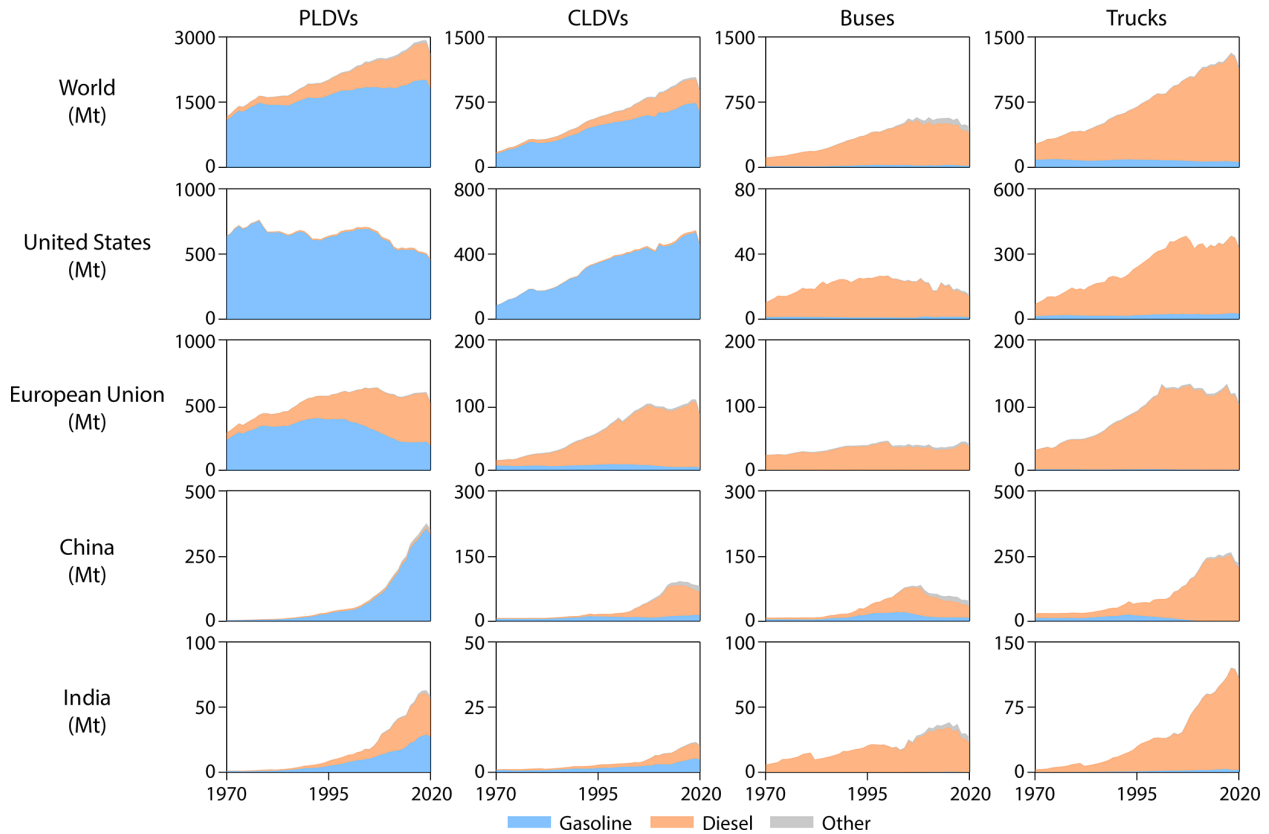 PLDVs CLDVs Buses Trucks
3000 1500 1500 1500
World
(Mt)
1500 750 750 750
0 0 0 0
1000 800 80 600
United States
(Mt)
500 400 40 300
0 0 0 0
1000 200 200 200
European Union
(Mt)
500 100 100 100
0 0 0 0
500 300 300 500
China
(Mt)
250 150 150 250
0 0 0 0
100 50 100 150
India
(Mt)
50 25 50 75
0 0 0 0
1970 1995 2020 1970 1995 2020 1970 1995 2020 1970 1995 2020
Gasoline Diesel Other